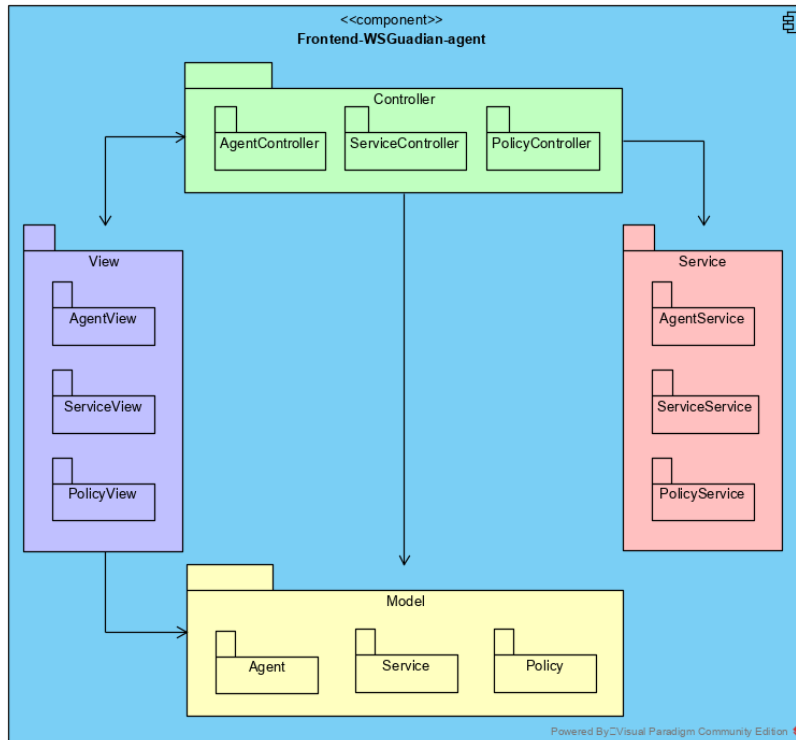 <<component>>
Frontend-WSGuadian-agent
Controller
AgentController
ServiceController
PolicyController
View
AgentView
ServiceView
PolicyView
Service
AgentService
ServiceService
PolicyService
Model
Agent
Service
Policy
Powered By Visual Paradigm Community Edition